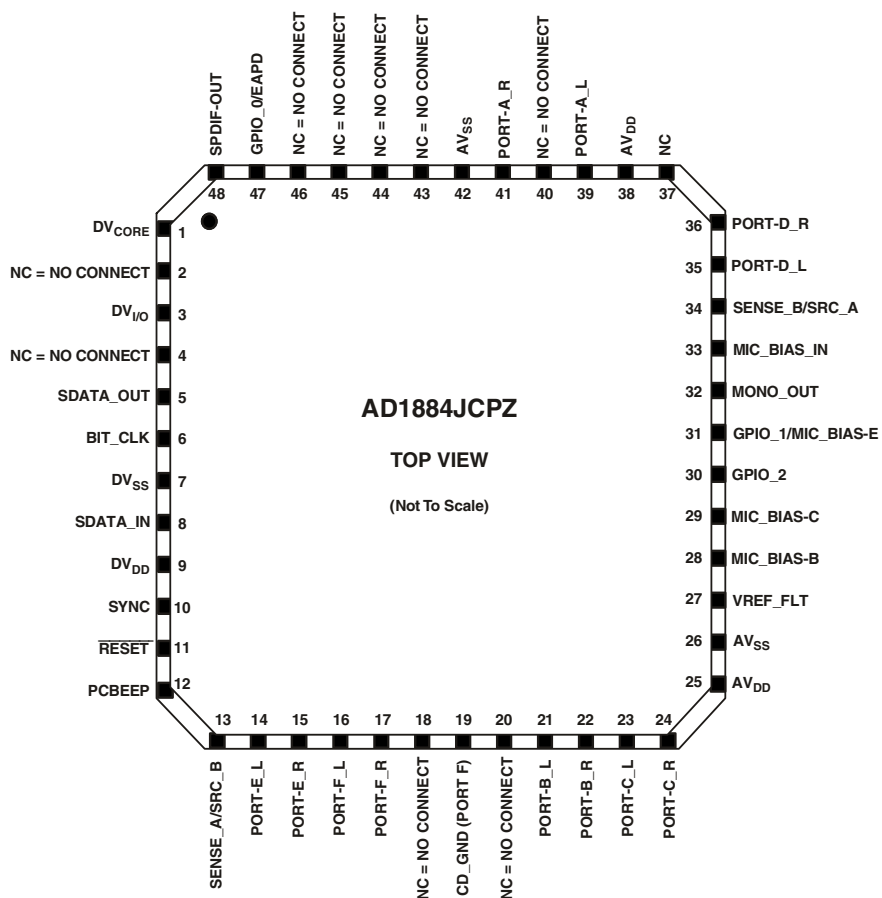 SPDIF-OUT
GPIO_0/EAPD
NC = NO CONNECT
NC = NO CONNECT
NC = NO CONNECT
NC = NO CONNECT
AVSS
PORT-A_R
NC = NO CONNECT
PORT-A_L
AVDD
NC
48 47 46 45 44 43 42 41 40 39 38 37
DVCORE 1
NC = NO CONNECT 2
DVI/O 3
NC = NO CONNECT 4
SDATA_OUT 5
BIT_CLK 6
DVSS 7
SDATA_IN 8
DVDD 9
SYNC 10
RESET 11
PCBEEP 12
AD1884JCPZ
TOP VIEW
(Not To Scale)
36 PORT-D_R
35 PORT-D_L
34 SENSE_B/SRC_A
33 MIC_BIAS_IN
32 MONO_OUT
31 GPIO_1/MIC_BIAS-E
30 GPIO_2
29 MIC_BIAS-C
28 MIC_BIAS-B
27 VREF_FLT
26 AVSS
25 AVDD
13 14 15 16 17 18 19 20 21 22 23 24
SENSE_A/SRC_B
PORT-E_L
PORT-E_R
PORT-F_L
PORT-F_R
NC = NO CONNECT
CD_GND (PORT F)
NC = NO CONNECT
PORT-B_L
PORT-B_R
PORT-C_L
PORT-C_R